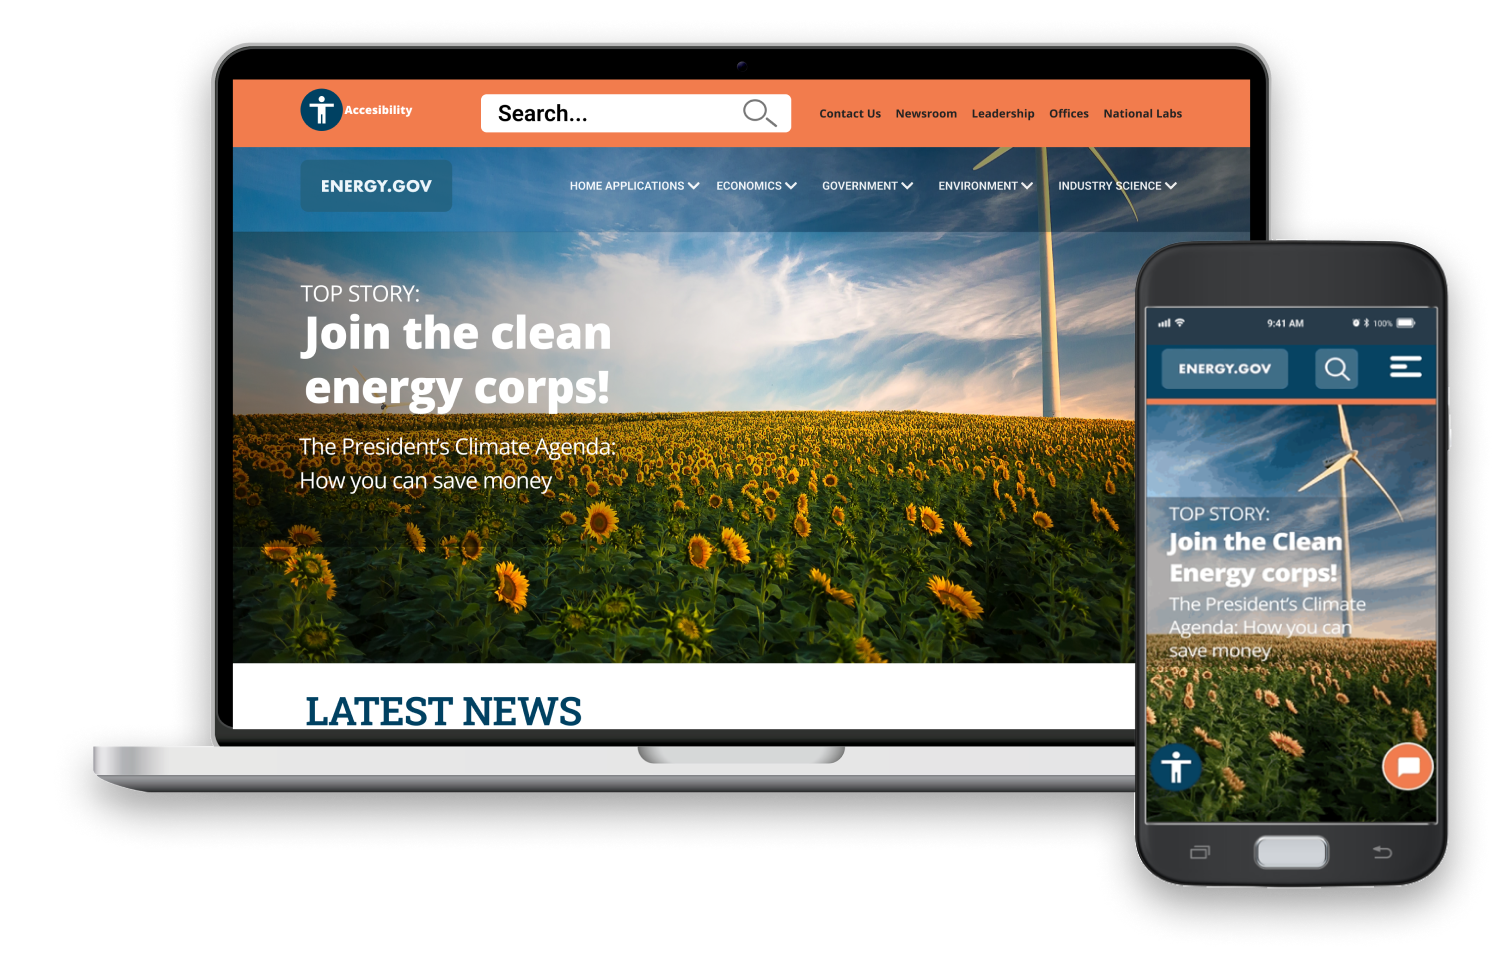 Accesibility
Search...
Contact Us Newsroom Leadership Offices National Labs
ENERGY.GOV
HOME APPLICATIONS ECONOMICS GOVERNMENT ENVIRONMENT INDUSTRY SCIENCE
TOP STORY:
Join the clean
energy corps!
The President's Climate Agenda:
How you can save money
LATEST NEWS
9:41 AM 100%
ENERGY.GOV
TOP STORY:
Join the Clean
Energy corps!
The President's Climate
Agenda: How you can
save money